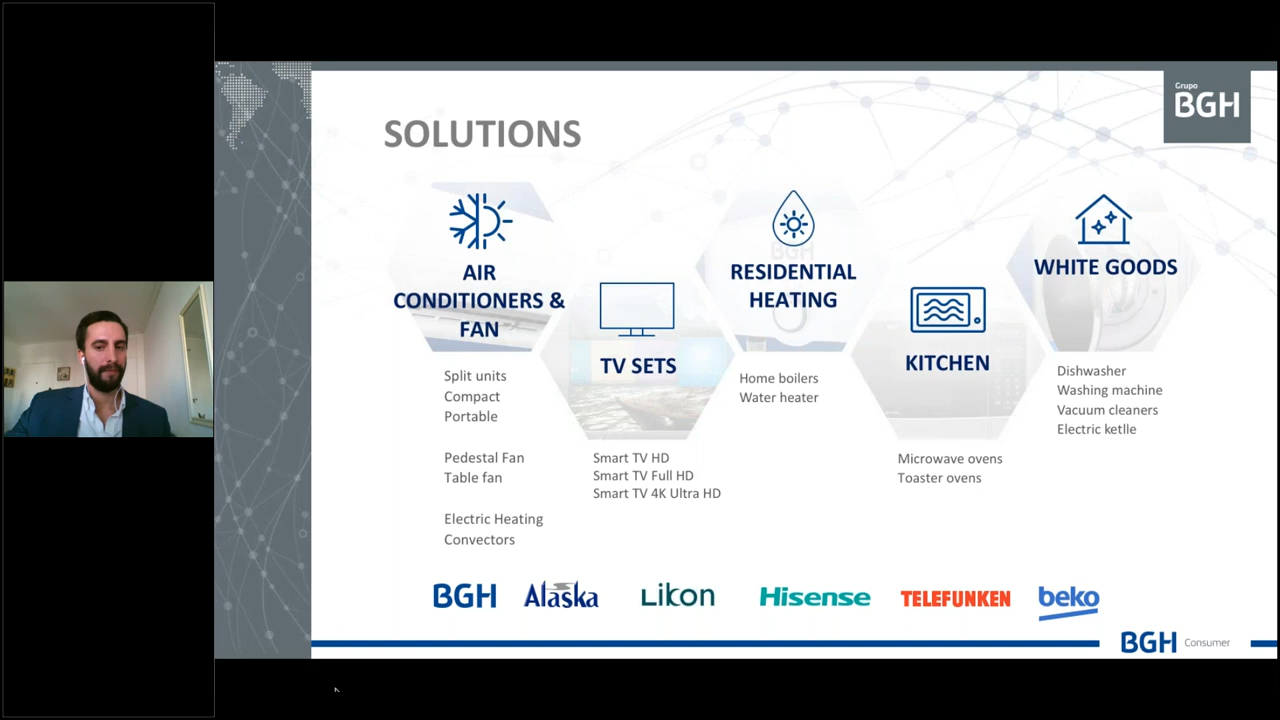 Grupo
BGH
SOLUTIONS
AIR
CONDITIONERS &
FAN
Split units
Compact
Portable
Pedestal Fan
Table fan
Electric Heating
Convectors
TV SETS
Smart TV HD
Smart TV Full HD
Smart TV 4K Ultra HD
RESIDENTIAL
HEATING
Home boilers
Water heater
KITCHEN
Microwave ovens
Toaster ovens
WHITE GOODS
Dishwasher
Washing machine
Vacuum cleaners
Electric ketlle
BGH Alaska Likon Hisense TELEFUNKEN beko
BGH Consumer